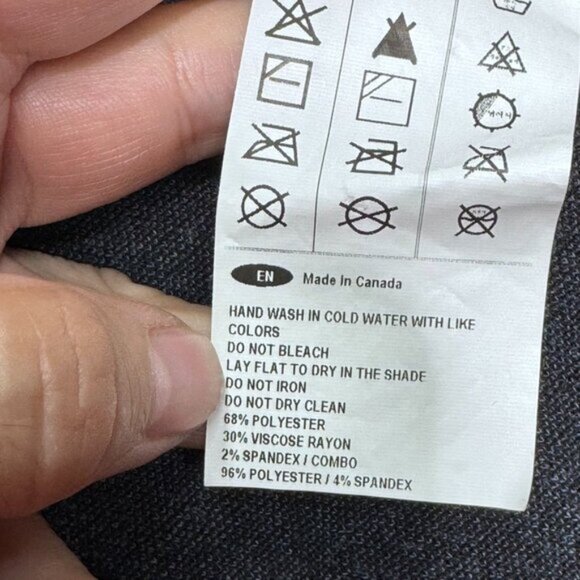 EN Made In Canada
HAND WASH IN COLD WATER WITH LIKE
COLORS
DO NOT BLEACH
LAY FLAT TO DRY IN THE SHADE
DO NOT IRON
DO NOT DRY CLEAN
68% POLYESTER
30% VISCOSE RAYON
2% SPANDEX / COMBO
96% POLYESTER / 4% SPANDEX